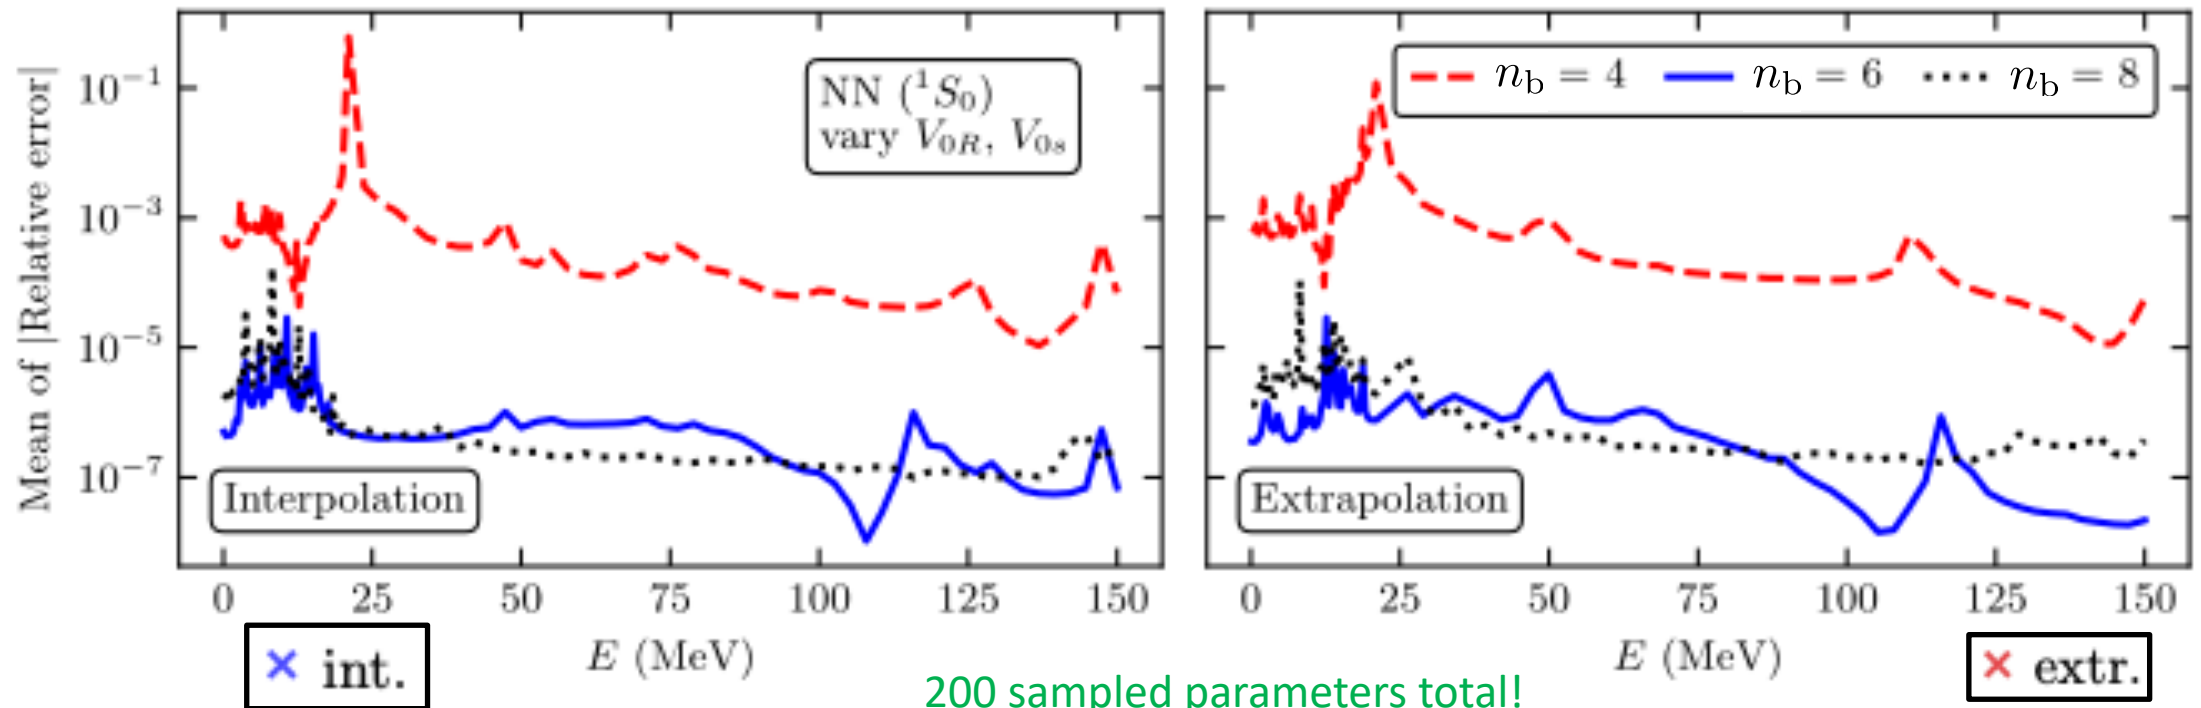 Mean of |Relative error|
10⁻¹
10⁻³
10⁻⁵
10⁻⁷
NN (¹S₀)
vary V₀R, V₀s
Interpolation
0 25 50 75 100 125 150
E (MeV)
× int.
n_b = 4 n_b = 6 n_b = 8
Extrapolation
0 25 50 75 100 125 150
E (MeV)
× extr.
200 sampled parameters total!